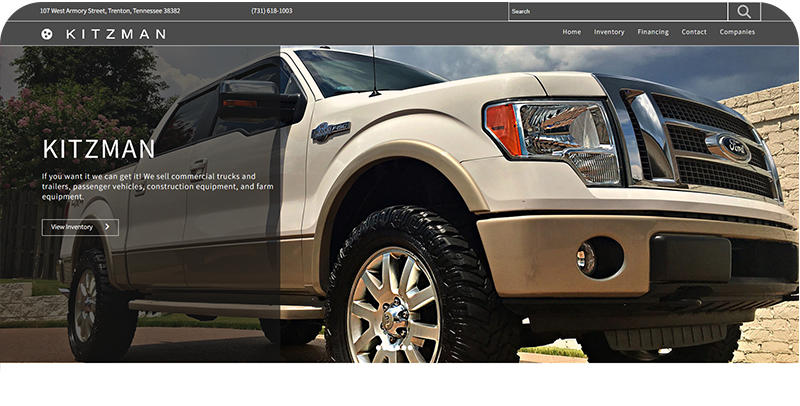 107 West Armory Street, Trenton, Tennessee 38382
(731) 618-1003
Search
KITZMAN
Home
Inventory
Financing
Contact
Companies
KITZMAN
If you want it we can get it! We sell commercial trucks and
trailers, passenger vehicles, construction equipment, and farm
equipment.
View Inventory
Ford